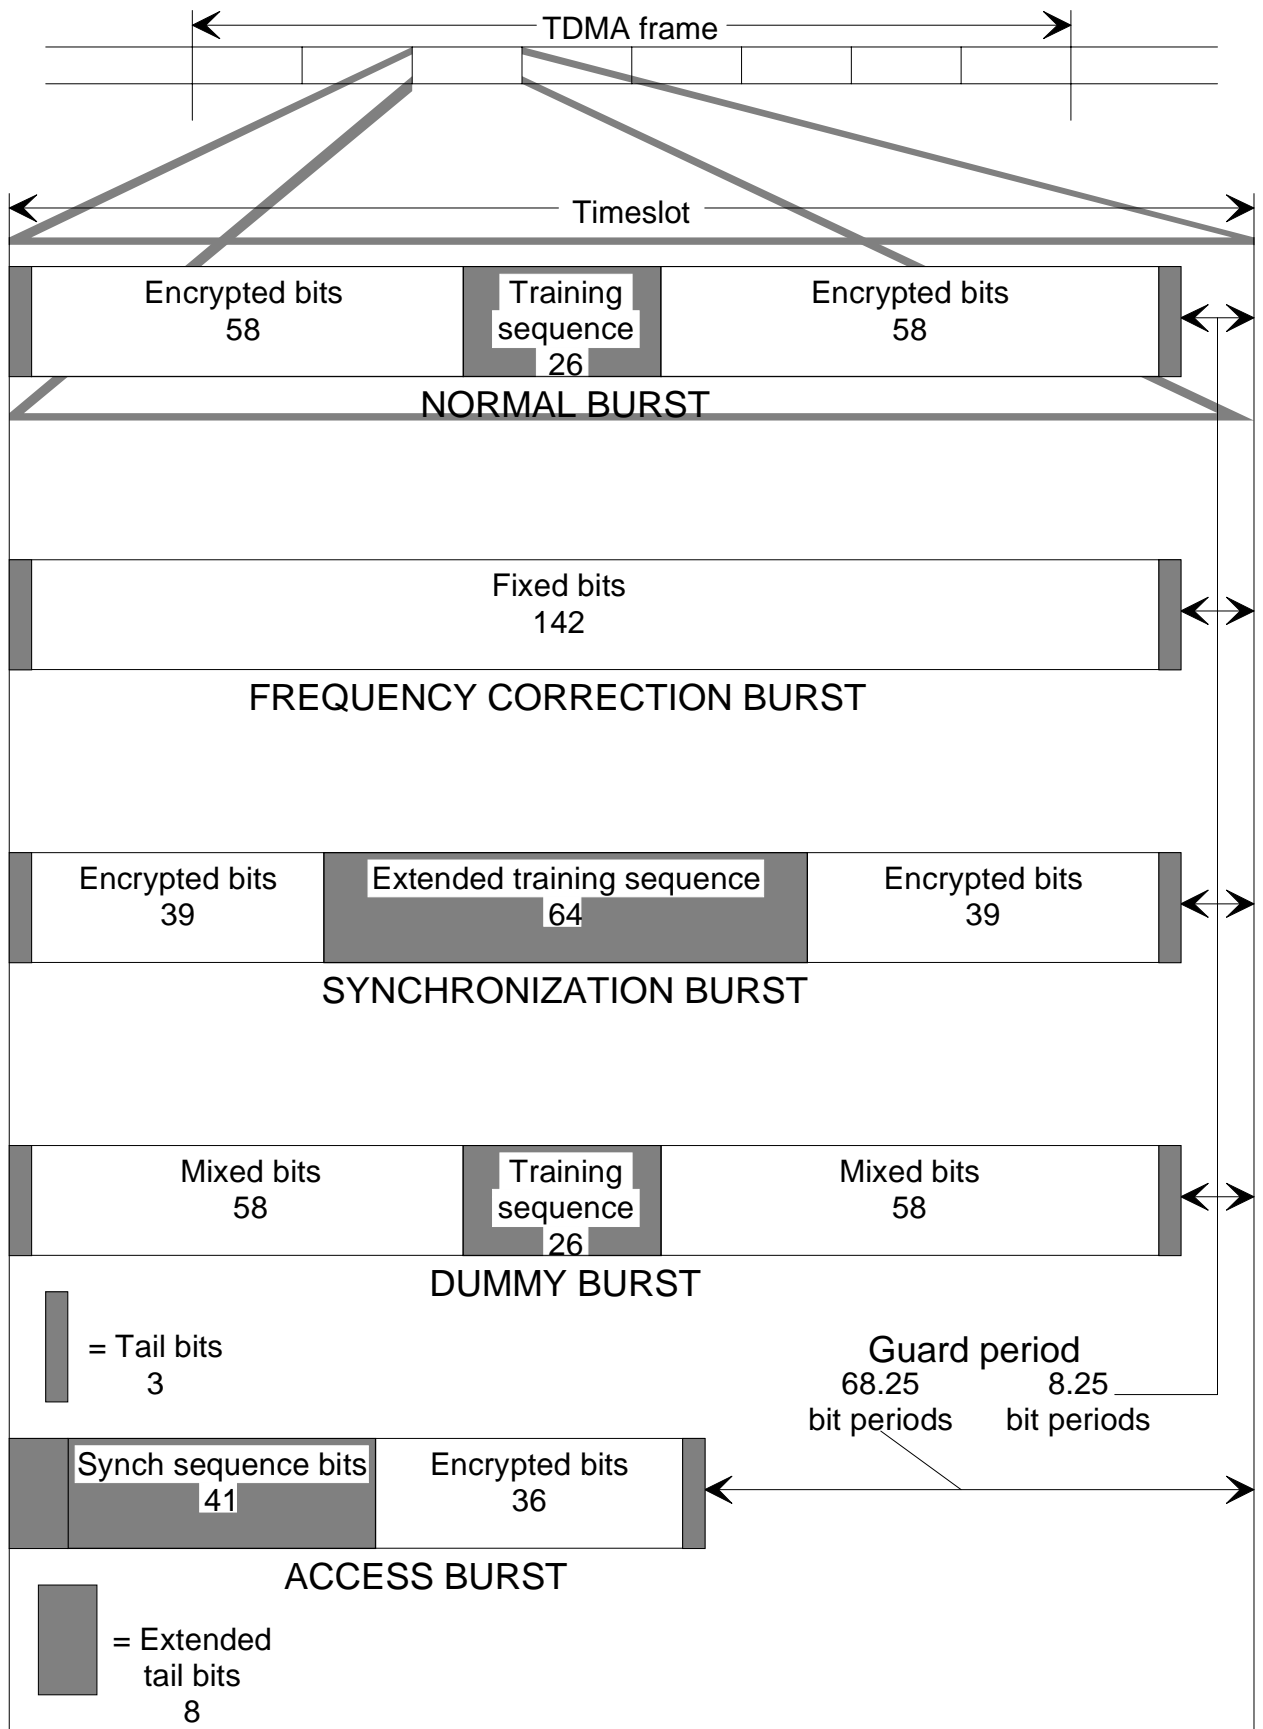 TDMA frame
Timeslot
Encrypted bits
58
Training
sequence
26
Encrypted bits
58
NORMAL BURST
Fixed bits
142
FREQUENCY CORRECTION BURST
Encrypted bits
39
Extended training sequence
64
Encrypted bits
39
SYNCHRONIZATION BURST
Mixed bits
58
Training
sequence
26
Mixed bits
58
DUMMY BURST
= Tail bits
3
Guard period
68.25
bit periods
8.25
bit periods
Synch sequence bits
41
Encrypted bits
36
ACCESS BURST
= Extended
tail bits
8